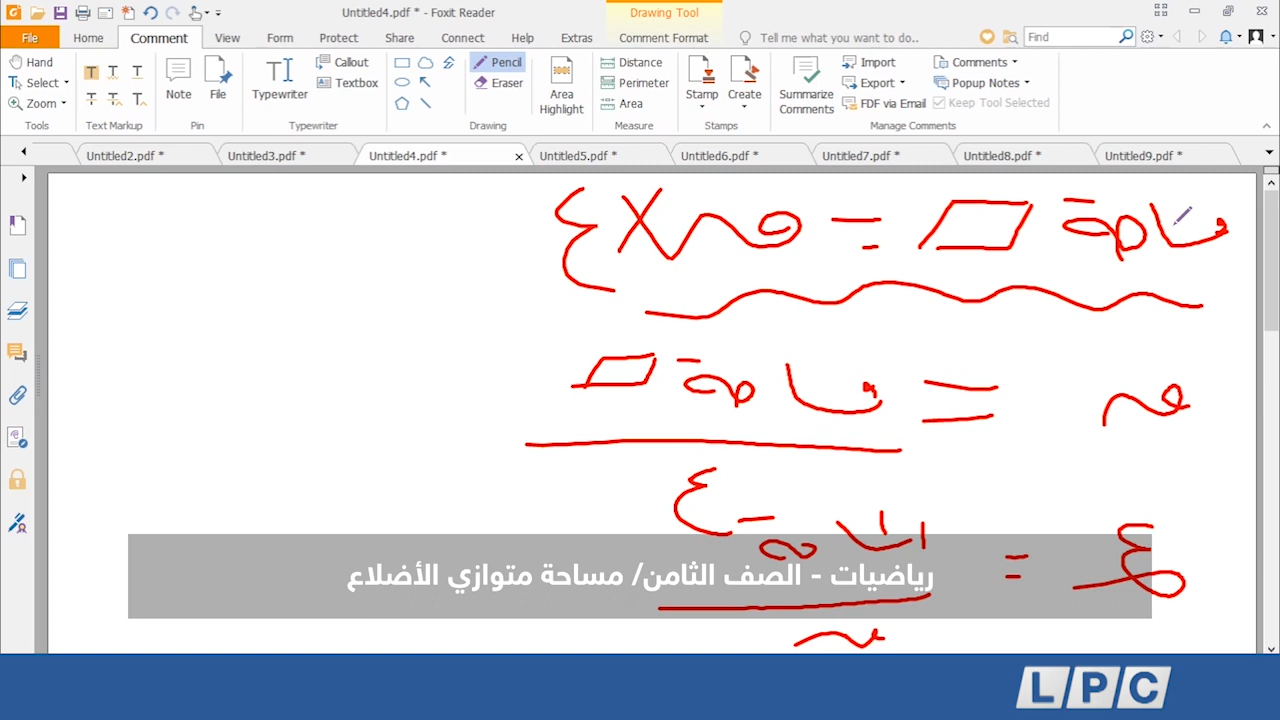 Untitled4.pdf * - Foxit Reader
Drawing Tool
File Home Comment View Form Protect Share Connect Help Extras Comment Format Tell me what you want to do.. Find
Hand
Select
Zoom
Tools
Text Markup
Note
File
Pin
Typewriter
Callout
Textbox
Typewriter
Pencil
Eraser
Drawing
Area Highlight
Distance
Perimeter
Area
Measure
Stamp
Create
Stamps
Summarize Comments
Import
Export
FDF via Email
Comments
Popup Notes
Keep Tool Selected
Manage Comments
Untitled2.pdf * Untitled3.pdf * Untitled4.pdf * Untitled5.pdf * Untitled6.pdf * Untitled7.pdf * Untitled8.pdf * Untitled9.pdf *
مساحة = ق × ع
ق = مساحة
ع
ع = المساحة
ق
رياضيات - الصف الثامن/ مساحة متوازي الأضلاع
LPC